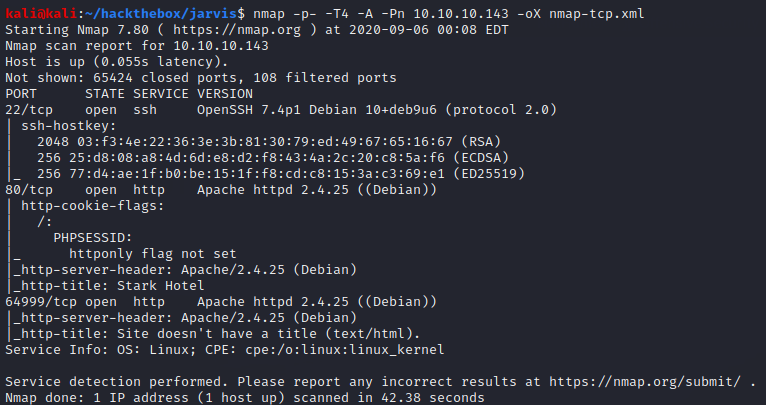 kali@kali:~/hackthebox/jarvis$ nmap -p- -T4 -A -Pn 10.10.10.143 -oX nmap-tcp.xml
Starting Nmap 7.80 ( https://nmap.org ) at 2020-09-06 00:08 EDT
Nmap scan report for 10.10.10.143
Host is up (0.055s latency).
Not shown: 65424 closed ports, 108 filtered ports
PORT      STATE SERVICE VERSION
22/tcp    open  ssh     OpenSSH 7.4p1 Debian 10+deb9u6 (protocol 2.0)
| ssh-hostkey:
|   2048 03:f3:4e:22:36:3e:3b:81:30:79:ed:49:67:65:16:67 (RSA)
|   256 25:d8:08:a8:4d:6d:e8:d2:f8:43:4a:2c:20:c8:5a:f6 (ECDSA)
|_  256 77:d4:ae:1f:b0:be:15:1f:f8:cd:c8:15:3a:c3:69:e1 (ED25519)
80/tcp    open  http    Apache httpd 2.4.25 ((Debian))
| http-cookie-flags:
|   /:
|     PHPSESSID:
|_      httponly flag not set
|_http-server-header: Apache/2.4.25 (Debian)
|_http-title: Stark Hotel
64999/tcp open  http    Apache httpd 2.4.25 ((Debian))
|_http-server-header: Apache/2.4.25 (Debian)
|_http-title: Site doesn't have a title (text/html).
Service Info: OS: Linux; CPE: cpe:/o:linux:linux_kernel

Service detection performed. Please report any incorrect results at https://nmap.org/submit/ .
Nmap done: 1 IP address (1 host up) scanned in 42.38 seconds